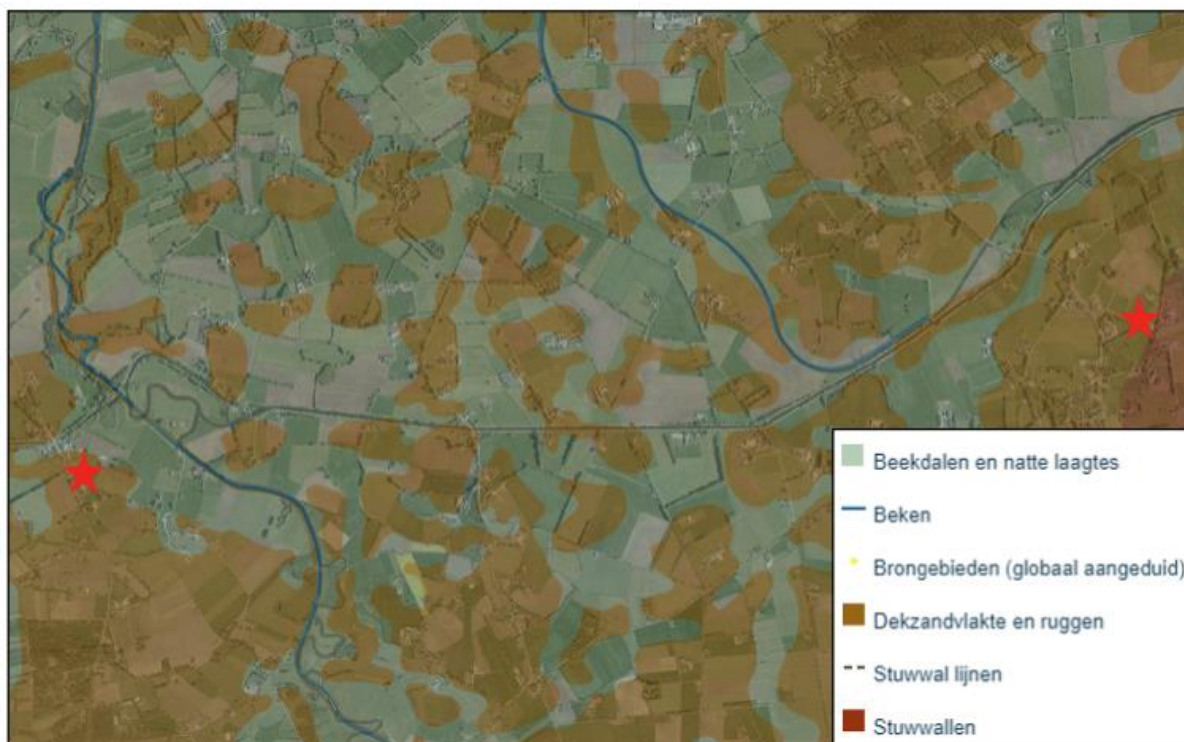 Beekdalen en natte laagtes
Beken
Brongebieden (globaal aangeduid)
Dekzandvlakte en ruggen
Stuwwal lijnen
Stuwwallen